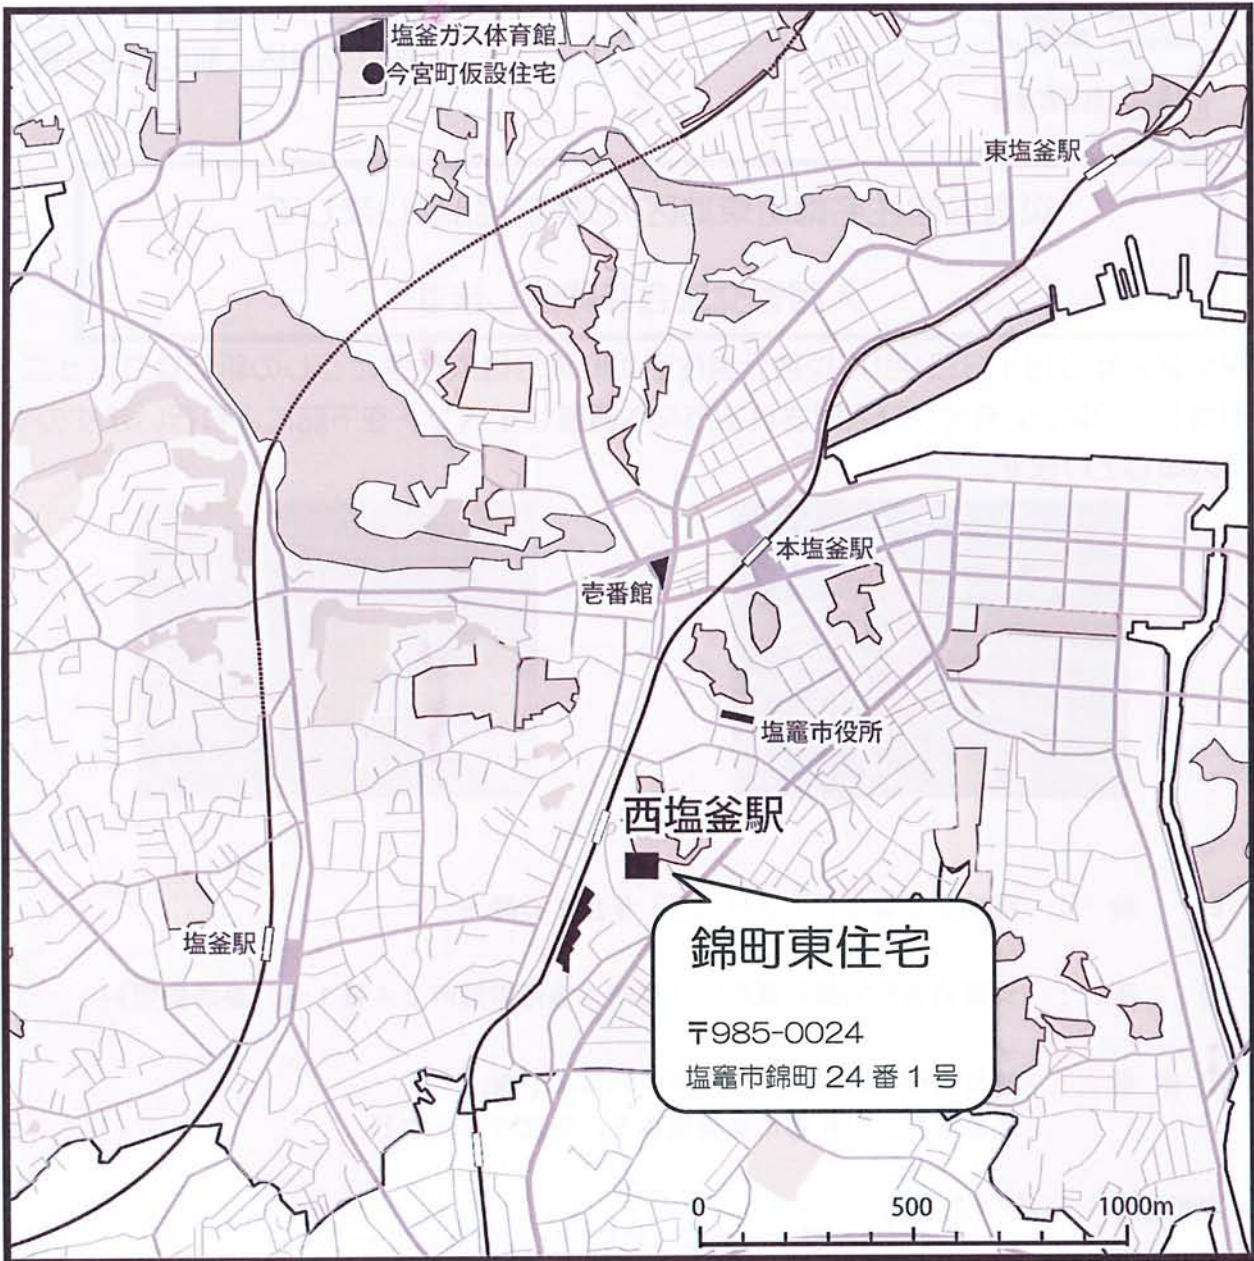 塩釜ガス体育館
今宮町仮設住宅
東塩釜駅
本塩釜駅
壱番館
塩竈市役所
西塩釜駅
塩釜駅
錦町東住宅
〒985-0024
塩竈市錦町 24 番 1 号
0 500 1000m